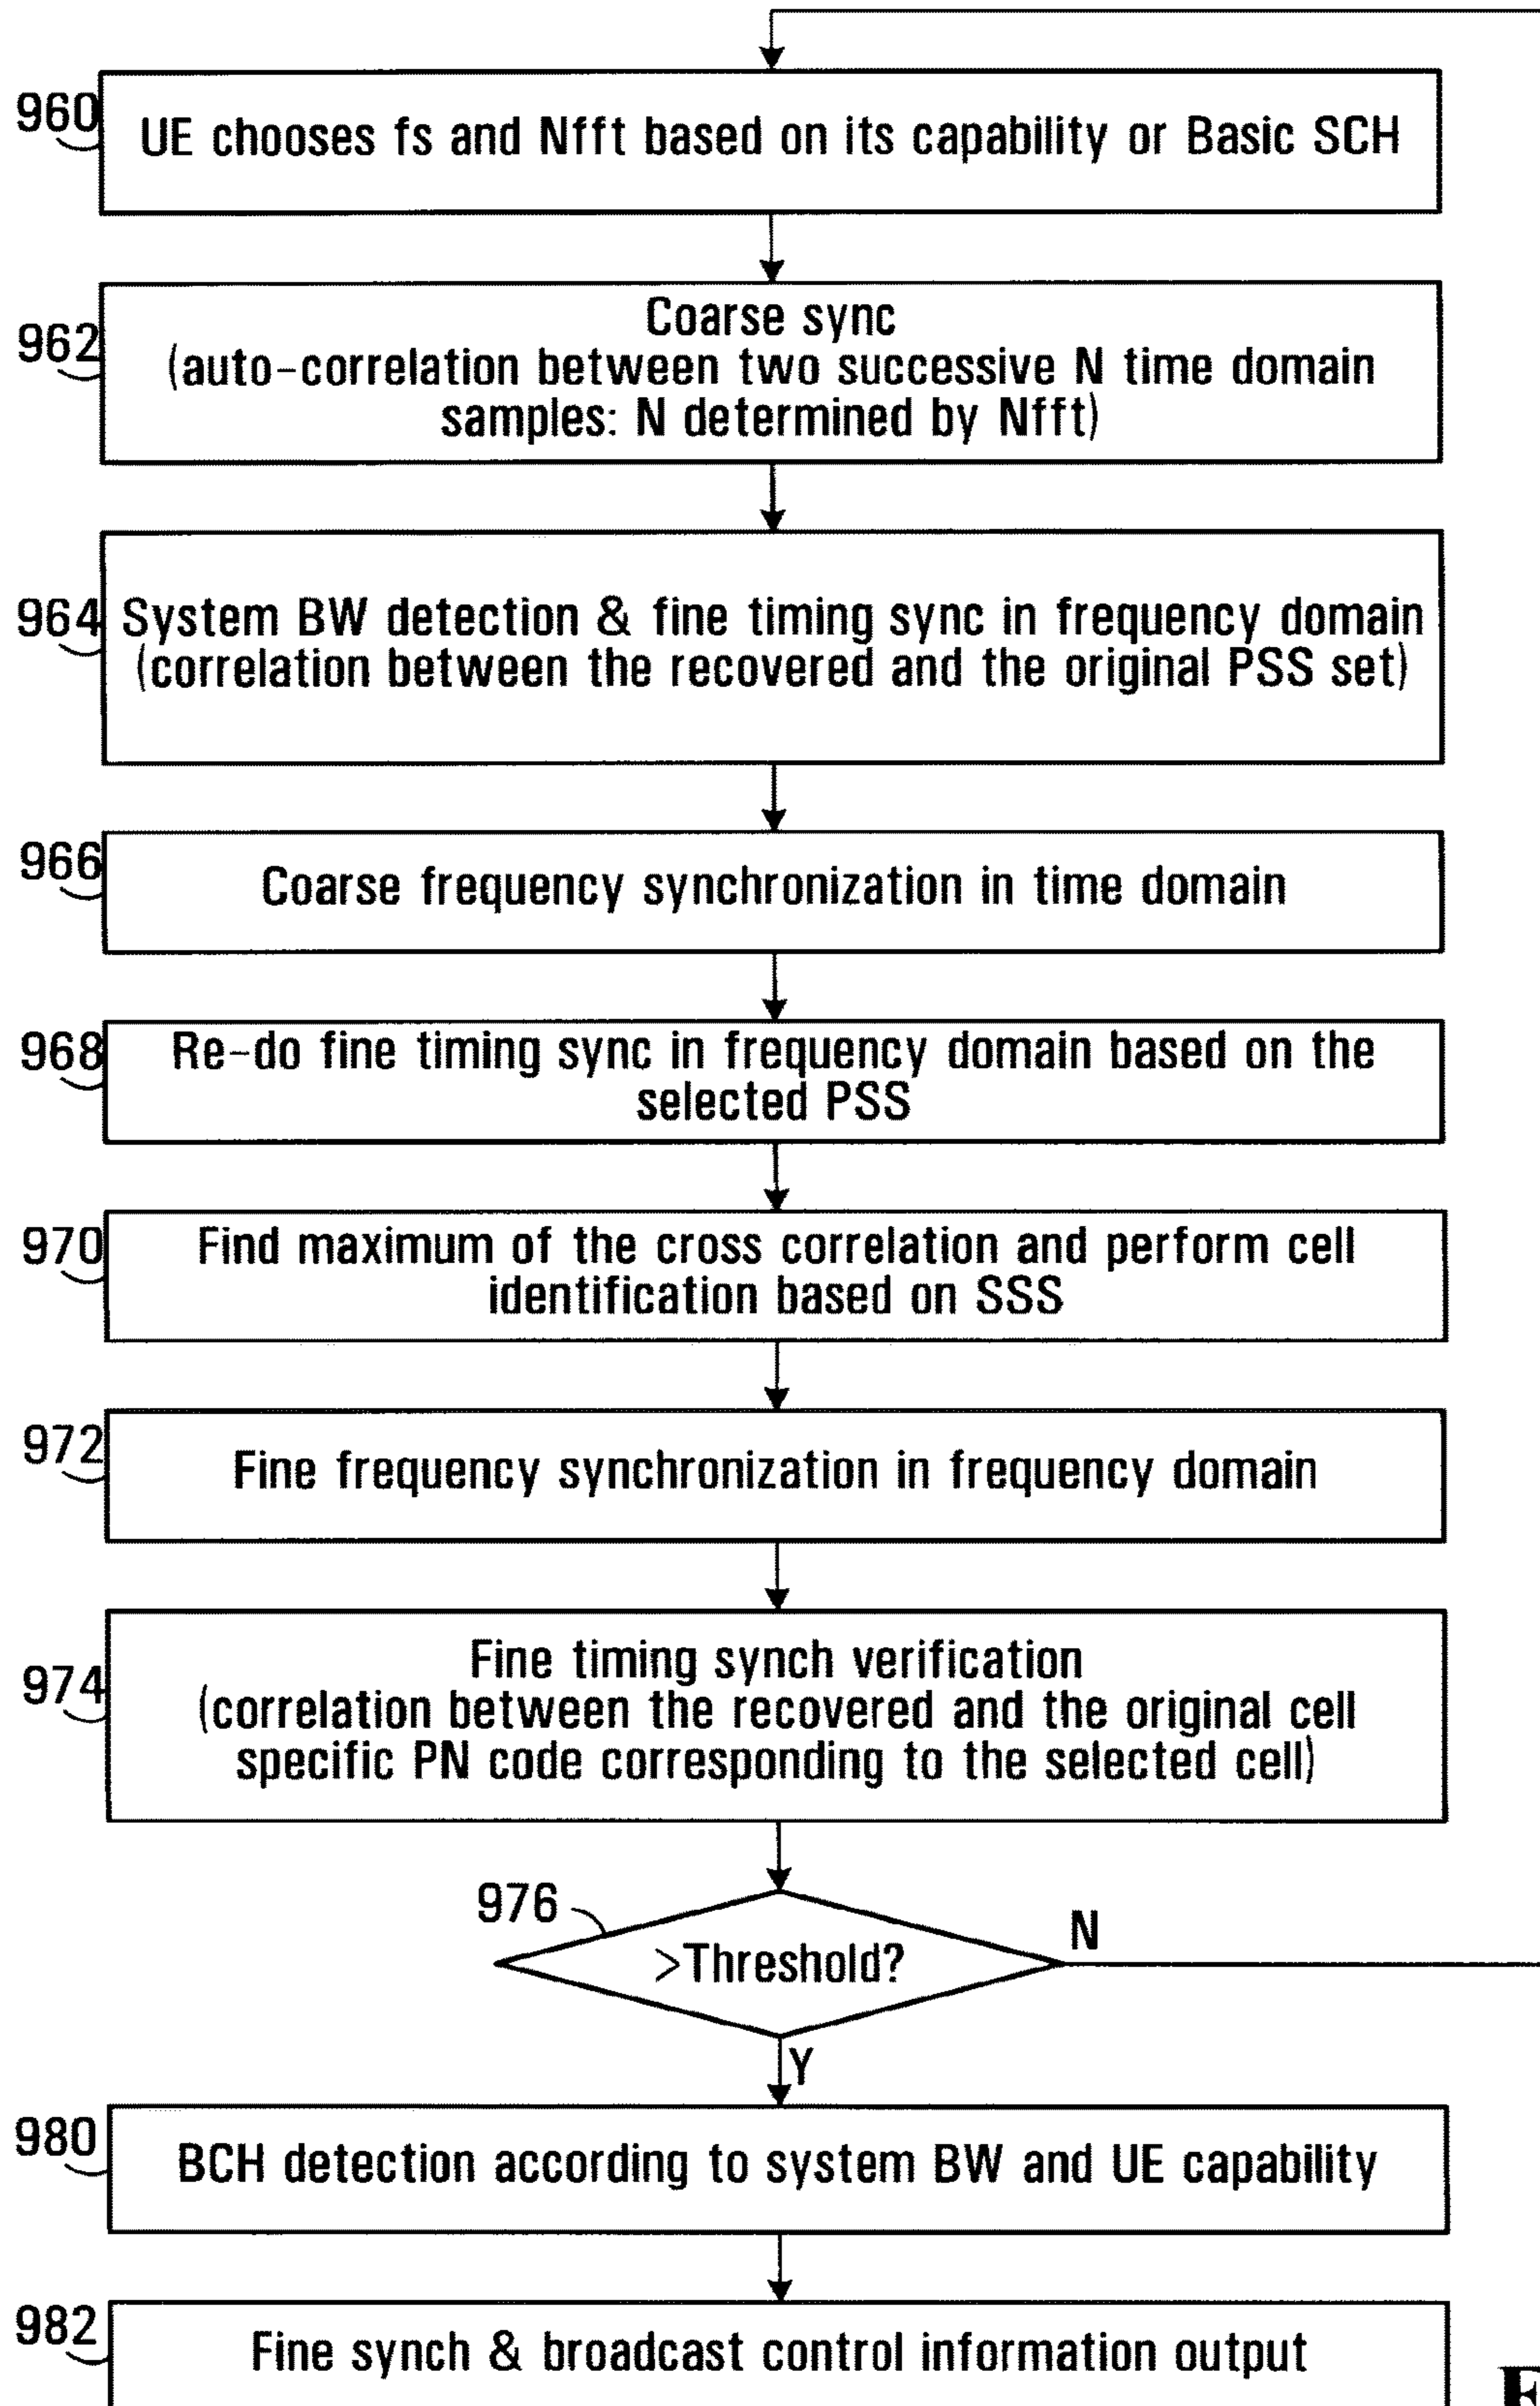 960
UE chooses fs and Nfft based on its capability or Basic SCH
962
Coarse sync
(auto-correlation between two successive N time domain
samples: N determined by Nfft)
964
System BW detection & fine timing sync in frequency domain
(correlation between the recovered and the original PSS set)
966
Coarse frequency synchronization in time domain
968
Re-do fine timing sync in frequency domain based on the
selected PSS
970
Find maximum of the cross correlation and perform cell
identification based on SSS
972
Fine frequency synchronization in frequency domain
974
Fine timing synch verification
(correlation between the recovered and the original cell
specific PN code corresponding to the selected cell)
976
>Threshold?
N
Y
980
BCH detection according to system BW and UE capability
982
Fine synch & broadcast control information output